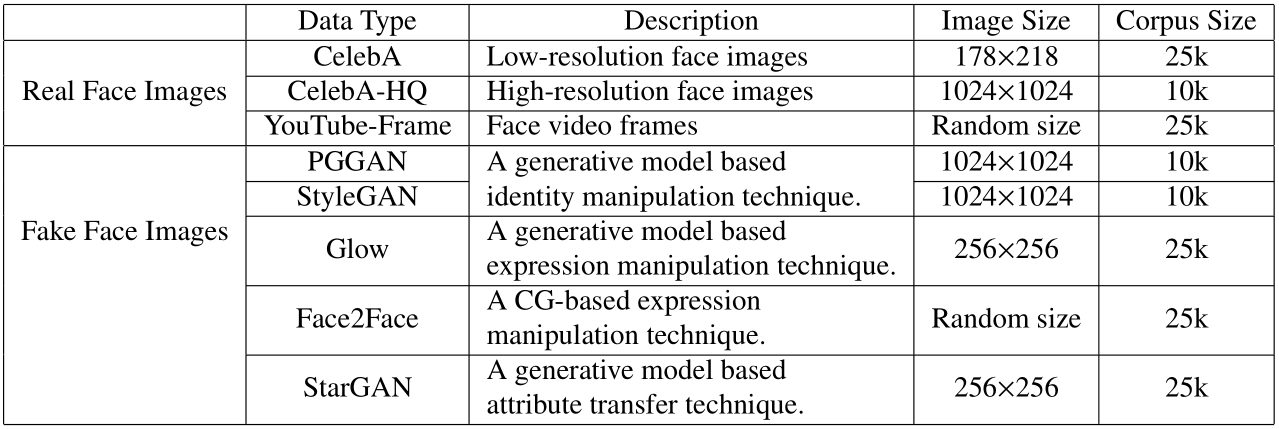 Data Type Description Image Size Corpus Size
Real Face Images
CelebA Low-resolution face images 178×218 25k
CelebA-HQ High-resolution face images 1024×1024 10k
YouTube-Frame Face video frames Random size 25k
Fake Face Images
PGGAN A generative model based 1024×1024 10k
StyleGAN identity manipulation technique. 1024×1024 10k
Glow A generative model based
expression manipulation technique. 256×256 25k
Face2Face A CG-based expression
manipulation technique. Random size 25k
StarGAN A generative model based
attribute transfer technique. 256×256 25k